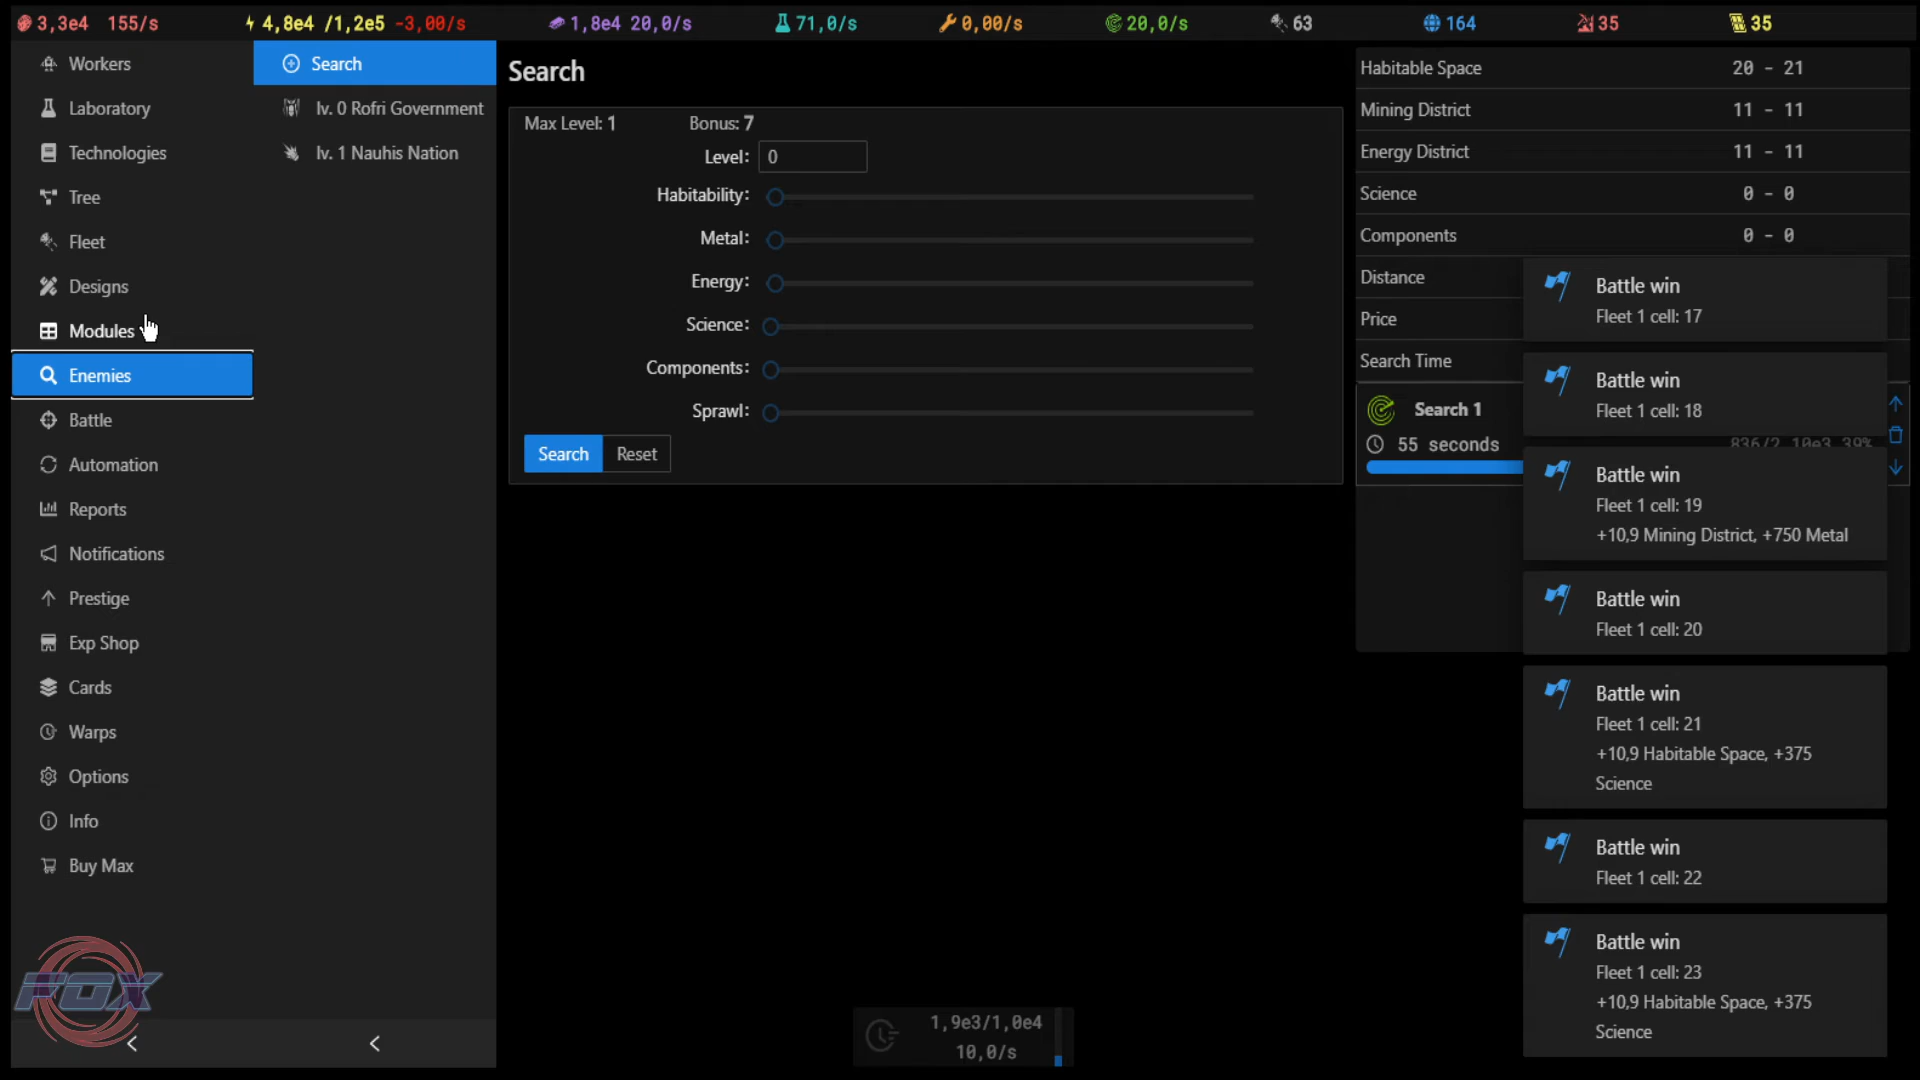 3,3e4 155/s 4,8e4 /1,2e5 -3,00/s 1,8e4 20,0/s 71,0/s 0,00/s 20,0/s 63 164 35 35
Workers
Laboratory
Technologies
Tree
Fleet
Designs
Modules
Enemies
Battle
Automation
Reports
Notifications
Prestige
Exp Shop
Cards
Warps
Options
Info
Buy Max
FOX
Search
lv. 0 Rofri Government
lv. 1 Nauhis Nation
Search
Max Level: 1 Bonus: 7
Level: 0
Habitability:
Metal:
Energy:
Science:
Components:
Sprawl:
Search Reset
1,9e3/1,0e4
10,0/s
Habitable Space 20 - 21
Mining District 11 - 11
Energy District 11 - 11
Science 0 - 0
Components 0 - 0
Distance
Price
Search Time
Search 1
55 seconds 836/2,10e3 39%
Battle win
Fleet 1 cell: 17
Battle win
Fleet 1 cell: 18
Battle win
Fleet 1 cell: 19
+10,9 Mining District, +750 Metal
Battle win
Fleet 1 cell: 20
Battle win
Fleet 1 cell: 21
+10,9 Habitable Space, +375
Science
Battle win
Fleet 1 cell: 22
Battle win
Fleet 1 cell: 23
+10,9 Habitable Space, +375
Science